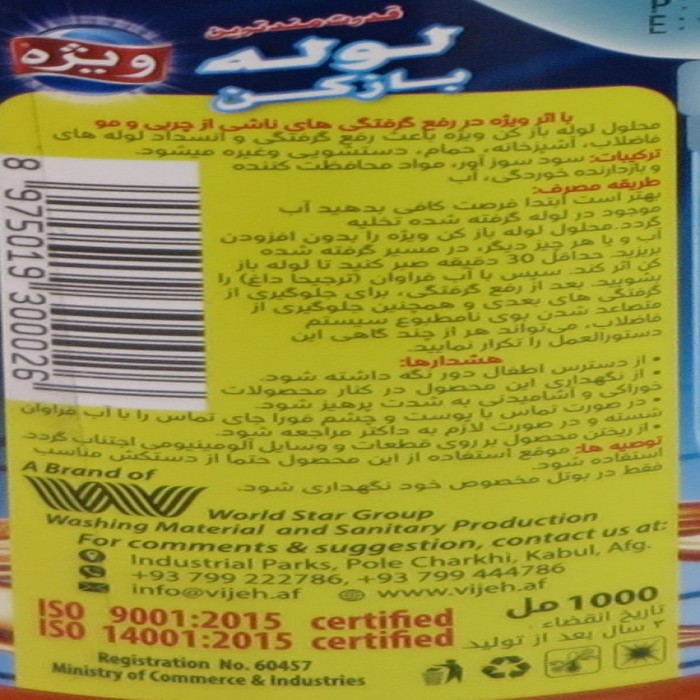 قدرت مند ترین
لوله
بازکن
ویژه
با اثر ویژه در رفع گرفتگی های ناشی از چربی و مو
محلول لوله باز کن ویژه باعث رفع گرفتگی و انسداد لوله های
فاضلاب، آشپزخانه، حمام، دستشویی وغیره میشود.
ترکیبات: سود سوز آور، مواد محافظت کننده
و بازدارنده خوردگی، آب
طریقه مصرف:
بهتر است ابتدا فرصت کافی بدهید آب
موجود در لوله گرفته شده تخلیه
گردد.محلول لوله باز کن ویژه را بدون افزودن
آب و یا هر چیز دیگر، در مسیر گرفته شده
بریزید. حداقل 30 دقیقه صبر کنید تا لوله باز
کن اثر کند. سپس با آب فراوان (ترجیحا داغ) را
بشویید. بعد از رفع گرفتگی، برای جلوگیری از
گرفتگی های بعدی و همچنین جلوگیری از
متصاعد شدن بوی نامطبوع سیستم
فاضلاب، می‌تواند هر از چند گاهی این
دستورالعمل را تکرار نمایید.
هشدارها:
• از دسترس اطفال دور نگه داشته شود.
• از نگهداری این محصول در کنار محصولات
خوراکی و آشامیدنی به شدت پرهیز شود.
• در صورت تماس با پوست و چشم فورا جای تماس را با آب فراوان
شسته و در صورت لازم به داکتر مراجعه شود.
• از ریختن محصول بر روی قطعات و وسایل آلومینیومی اجتناب گردد
توصیه ها: موقع استفاده از این محصول حتما از دستکش مناسب
استفاده شود.
فقط در بوتل مخصوص خود نگهداری شود.
8 975019 300026
A Brand of
World Star Group
Washing Material and Sanitary Production
For comments & suggestion, contact us at:
Industrial Parks, Pole Charkhi, Kabul, Afg.
+93 799 222786, +93 799 444786
info@vijeh.af www.vijeh.af
1000 مل
تاریخ انقضاء:
۳ سال بعد از تولید
ISO 9001:2015 certified
ISO 14001:2015 certified
Registration No. 60457
Ministry of Commerce & Industries